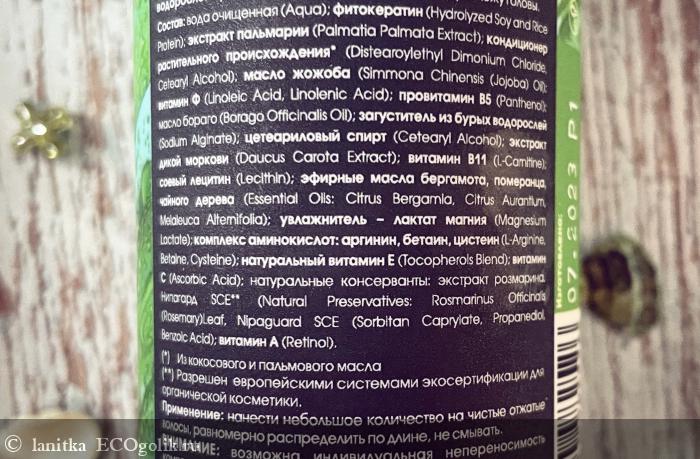 Состав: вода очищенная (Aqua); фитокератин (Hydrolyzed Soy and Rice
Protein); экстракт пальмарии (Palmatia Palmata Extract); кондиционер
растительного происхождения* (Distearoylethyl Dimonium Chloride,
Cetearyl Alcohol); масло жожоба (Simmona Chinensis (Jojoba) Oil);
витамин Ф (Linoleic Acid, Linolenic Acid); провитамин В5 (Panthenol);
масло бораго (Borago Officinalis Oil); загуститель из бурых водорослей
(Sodium Alginate); цетеариловый спирт (Cetearyl Alcohol); экстракт
дикой моркови (Daucus Carota Extract); витамин В11 (L-Carnitine);
соевый лецитин (Lecithin); эфирные масла бергамота, померанца,
чайного дерева (Essential Oils: Citrus Bergamia, Citrus Aurantium,
Melaleuca Alternifolia); увлажнитель – лактат магния (Magnesium
Lactate); комплекс аминокислот: аргинин, бетаин, цистеин (L-Arginine,
Betaine, Cysteine); натуральный витамин Е (Tocopherols Blend); витамин
С (Ascorbic Acid); натуральные консерванты: экстракт розмарина,
Нипагард SCE** (Natural Preservatives: Rosmarinus Officinalis
(Rosemary)Leaf, Nipaguard SCE (Sorbitan Caprylate, Propanediol,
Benzoic Acid); витамин А (Retinol).
(*) Из кокосового и пальмового масла
(**) Разрешен европейскими системами экосертификации для
органической косметики.
Применение: нанести небольшое количество на чистые отжатые
волосы, равномерно распределить по длине, не смывать.
возможна индивидуальная непереносимость
Изготовлено:
07.2023 P1
© lanitka ECOgolik.ru